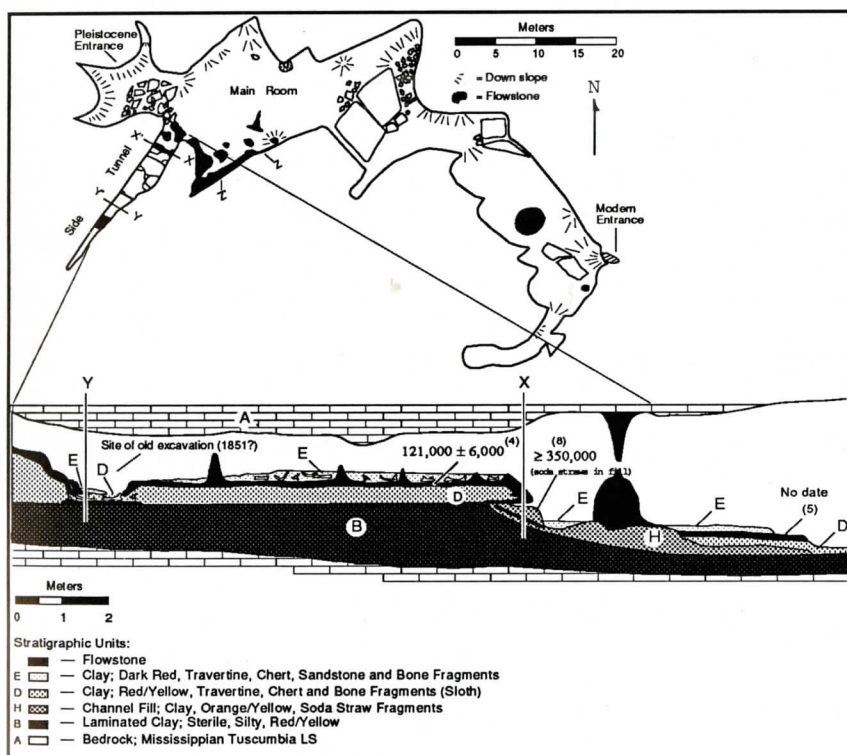 Pleistocene
Entrance
Meters
0 5 10 15 20
= Down slope
= Flowstone
N
Main Room
X'
X
Side Tunnel
Y'
Y
Z'
Z
Modern
Entrance
Y
X
A
Site of old excavation (1851?)
E
D
E
121,000 ± 6,000 (4)
(8)
≥ 350,000
(soda straws in fill)
D
B
E
E
H
No date
(5)
D
Meters
0 1 2
Stratigraphic Units:
— Flowstone
E — Clay; Dark Red, Travertine, Chert, Sandstone and Bone Fragments
D — Clay; Red/Yellow, Travertine, Chert and Bone Fragments (Sloth)
H — Channel Fill; Clay, Orange/Yellow, Soda Straw Fragments
B — Laminated Clay; Sterile, Silty, Red/Yellow
A — Bedrock; Mississippian Tuscumbia LS